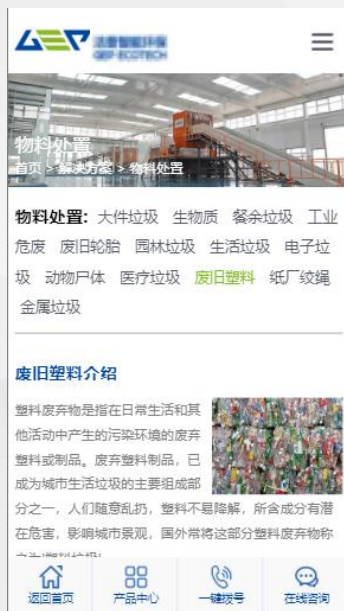 GEP
GEP ECOTECH
物料处置
首页 > 解决方案 > 物料处置
物料处置: 大件垃圾 生物质 餐余垃圾 工业
危废 废旧轮胎 园林垃圾 生活垃圾 电子垃
圾 动物尸体 医疗垃圾 废旧塑料 纸厂绞绳
金属垃圾
废旧塑料介绍
塑料废弃物是指在日常生活和其
他活动中产生的污染环境的废弃
塑料或制品。废弃塑料制品，已
成为城市生活垃圾的主要组成部
分之一，人们随意乱扔，塑料不易降解，所含成分有潜
在危害，影响城市景观，国外常将这部分塑料废弃物称
返回首页 产品中心 一键拨号 在线咨询